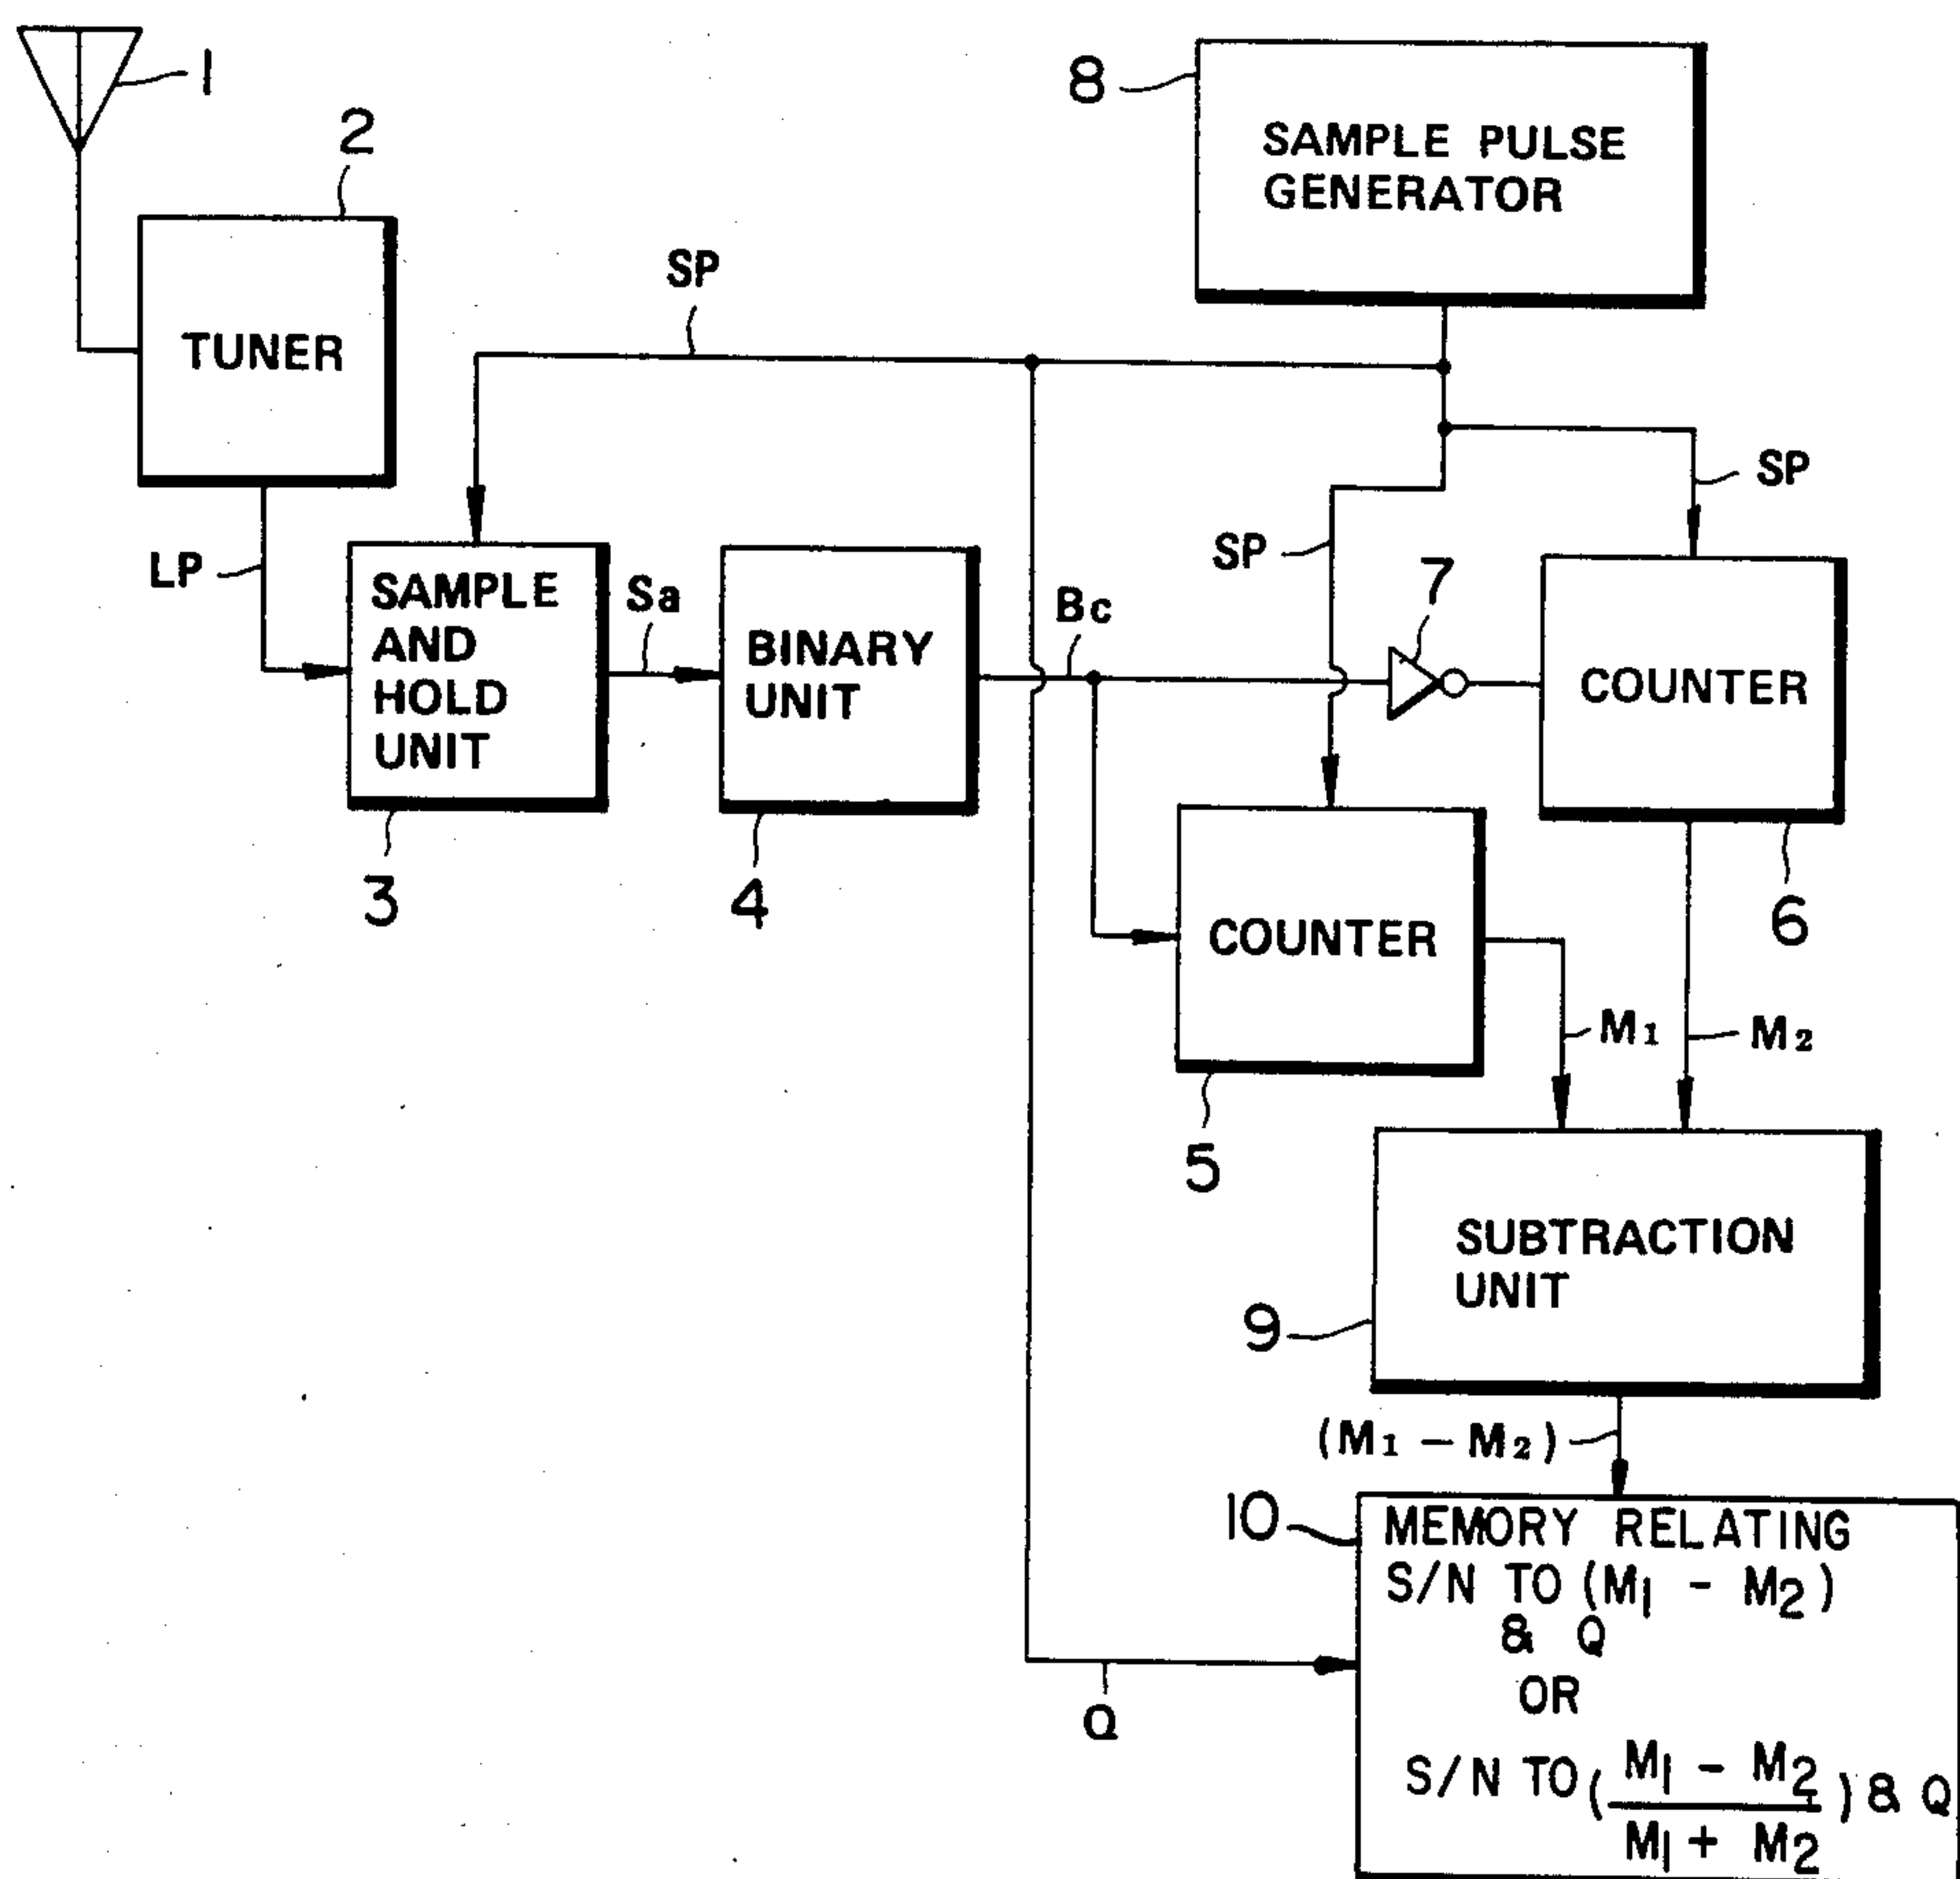 1
8
2
SAMPLE PULSE
GENERATOR
SP
TUNER
SP
SP
LP
7
SAMPLE
AND
HOLD
UNIT
Sa
BINARY
UNIT
Bc
COUNTER
3
4
6
COUNTER
M1
M2
5
SUBTRACTION
UNIT
9
(M1 - M2)
10
MEMORY RELATING
S/N TO (M1 - M2)
& Q
OR
Q
S/N TO (M1 - M2 / M1 + M2) & Q